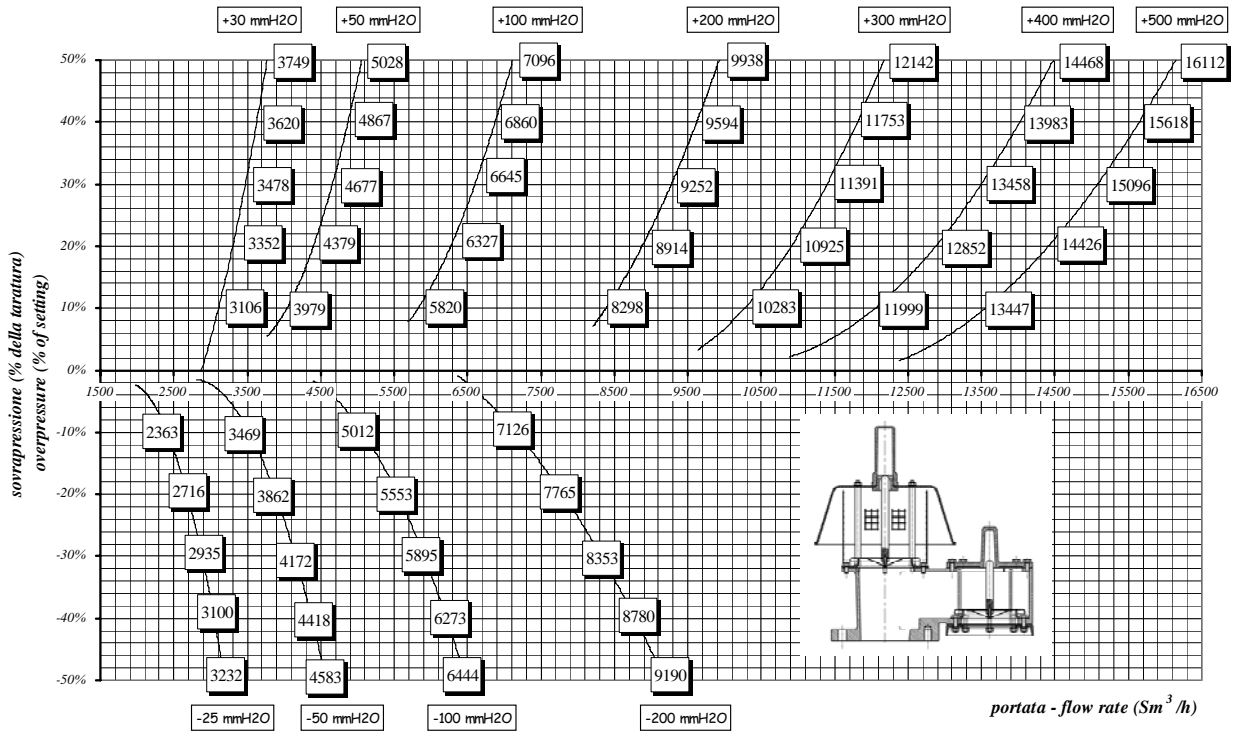 +30 mmH2O +50 mmH2O +100 mmH2O +200 mmH2O +300 mmH2O +400 mmH2O +500 mmH2O
50% 3749 5028 7096 9938 12142 14468 16112
40% 3620 4867 6860 9594 11753 13983 15618
30% 3478 4677 6645 9252 11391 13458 15096
20% 3352 4379 6327 8914 10925 12852 14426
10% 3106 3979 5820 8298 10283 11999 13447
0%
1500 2500 3500 4500 5500 6500 7500 8500 9500 10500 11500 12500 13500 14500 15500 16500
-10% 2363 3469 5012 7126
-20% 2716 3862 5553 7765
-30% 2935 4172 5895 8353
-40% 3100 4418 6273 8780
-50% 3232 4583 6444 9190
-25 mmH2O -50 mmH2O -100 mmH2O -200 mmH2O
sovrapressione (% della taratura)
overpressure (% of setting)
portata - flow rate (Sm³/h)